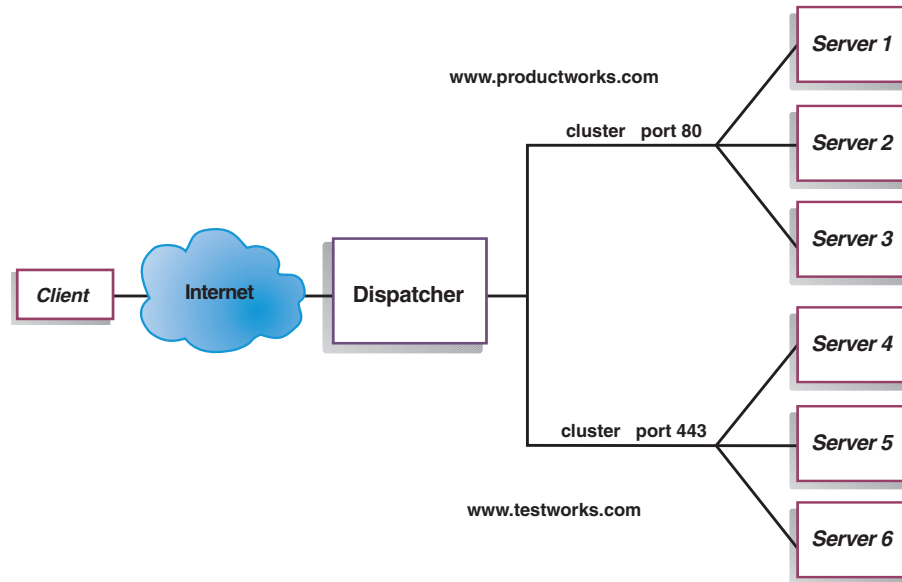 Client
Internet
Dispatcher
www.productworks.com
cluster port 80
Server 1
Server 2
Server 3
cluster port 443
www.testworks.com
Server 4
Server 5
Server 6